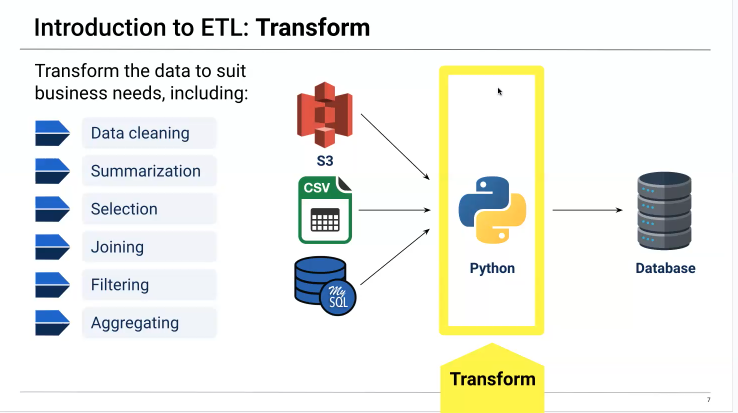 Introduction to ETL: Transform
Transform the data to suit
business needs, including:
Data cleaning
Summarization
Selection
Joining
Filtering
Aggregating
S3
CSV
My
SQL
Python
Database
Transform
7